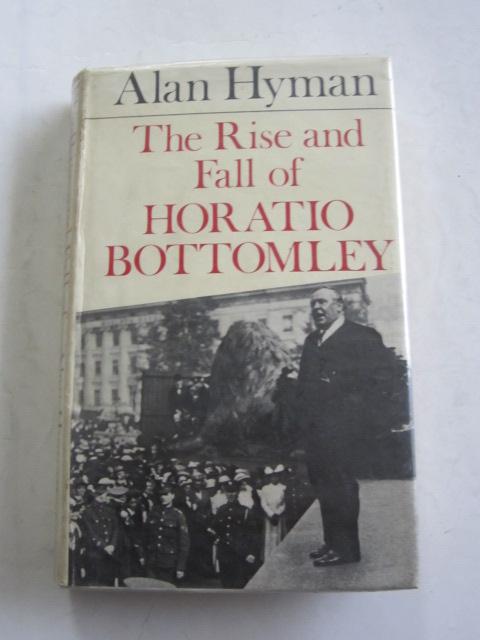 Alan Hyman
The Rise and
Fall of
HORATIO
BOTTOMLEY